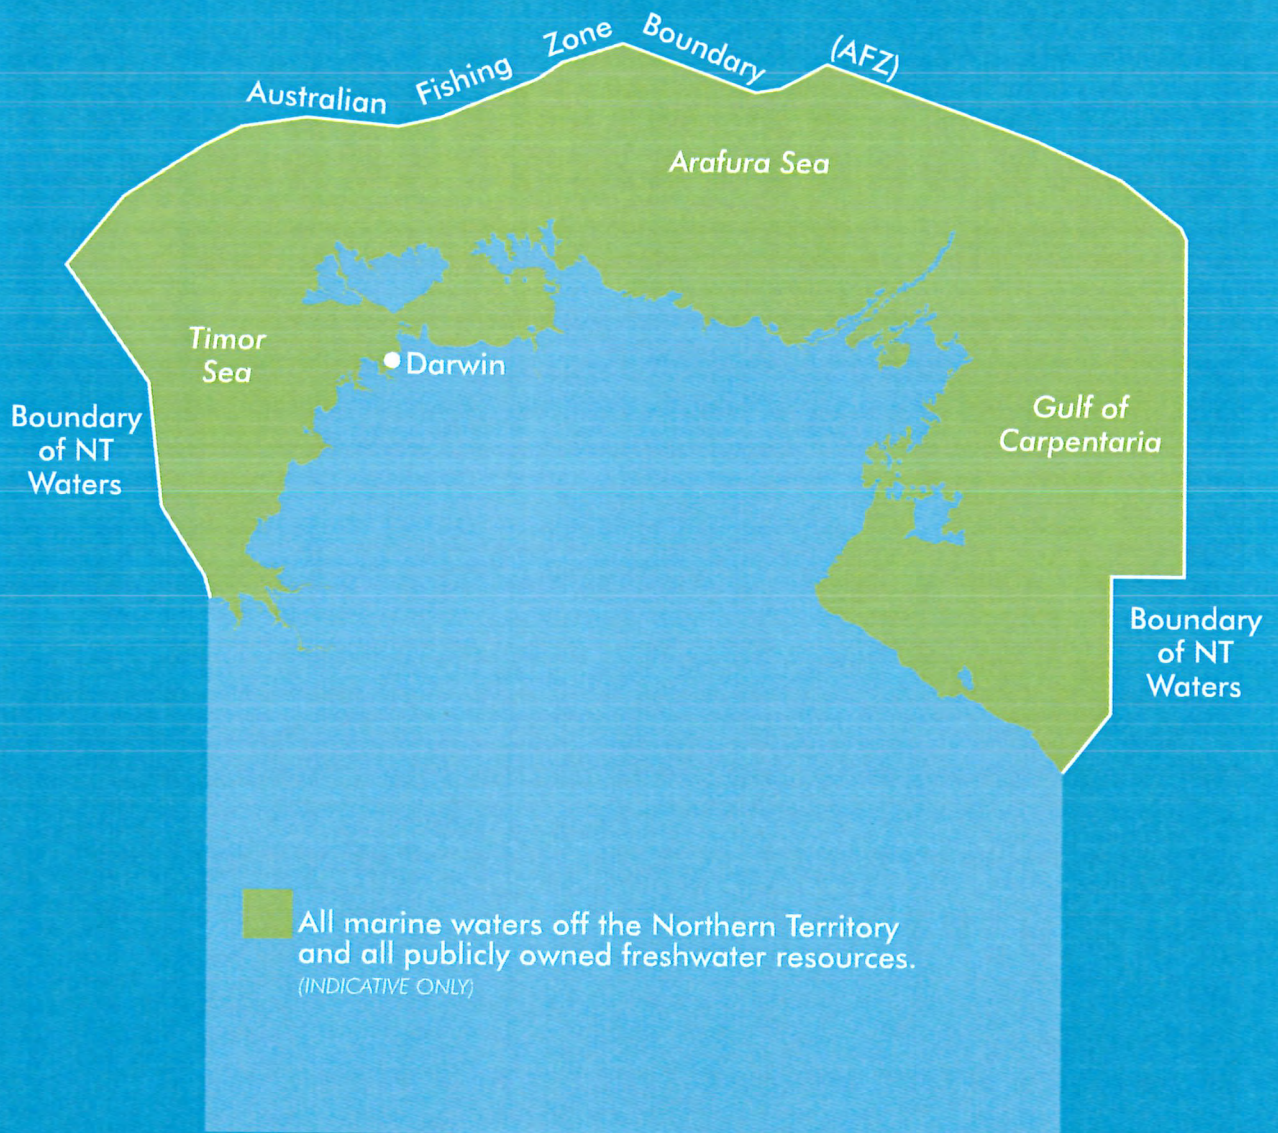 Australian Fishing Zone Boundary (AFZ)
Arafura Sea
Timor
Sea
Darwin
Gulf of
Carpentaria
Boundary
of NT
Waters
Boundary
of NT
Waters
All marine waters off the Northern Territory
and all publicly owned freshwater resources.
(INDICATIVE ONLY)